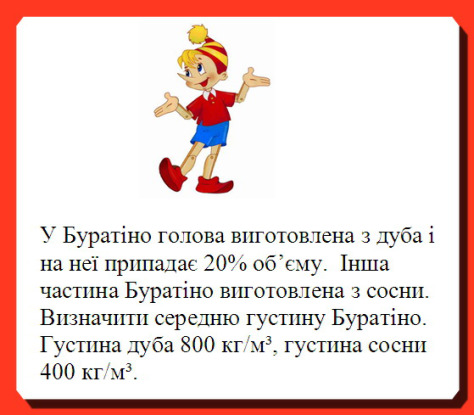 У Буратіно голова виготовлена з дуба і
на неї припадає 20% об’єму.  Інша
частина Буратіно виготовлена з сосни.
Визначити середню густину Буратіно.
Густина дуба 800 кг/м³, густина сосни
400 кг/м³.